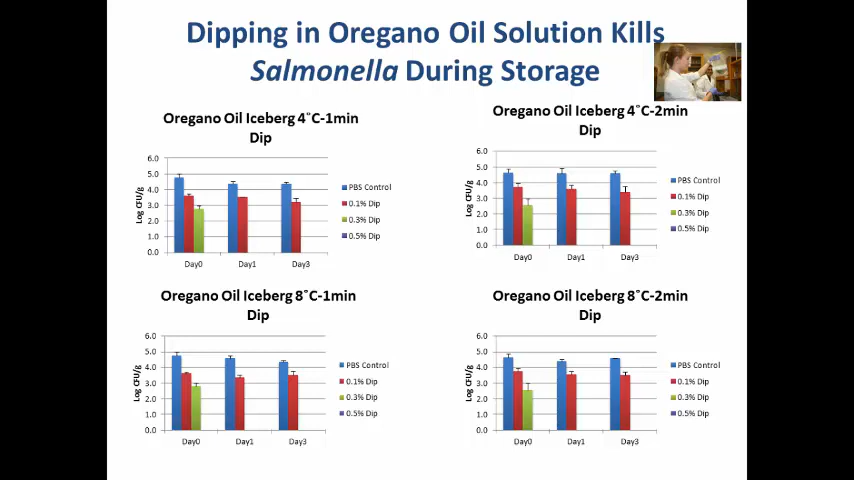 Dipping in Oregano Oil Solution Kills
Salmonella During Storage
Oregano Oil Iceberg 4˚C-1min
Dip
6.0
5.0
4.0
3.0
2.0
1.0
0.0
Log CFU/g
Day0 Day1 Day3
PBS Control
0.1% Dip
0.3% Dip
0.5% Dip
Oregano Oil Iceberg 4˚C-2min
Dip
6.0
5.0
4.0
3.0
2.0
1.0
0.0
Log CFU/g
Day0 Day1 Day3
PBS Control
0.1% Dip
0.3% Dip
0.5% Dip
Oregano Oil Iceberg 8˚C-1min
Dip
6.0
5.0
4.0
3.0
2.0
1.0
0.0
Log CFU/g
Day0 Day1 Day3
PBS Control
0.1% Dip
0.3% Dip
0.5% Dip
Oregano Oil Iceberg 8˚C-2min
Dip
6.0
5.0
4.0
3.0
2.0
1.0
0.0
Log CFU/g
Day0 Day1 Day3
PBS Control
0.1% Dip
0.3% Dip
0.5% Dip